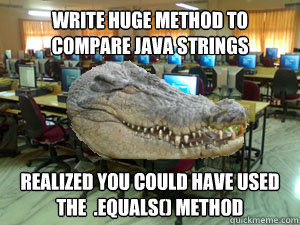 WRITE HUGE METHOD TO
COMPARE JAVA STRINGS
REALIZED YOU COULD HAVE USED
THE .EQUALS() METHOD
quickmeme.com